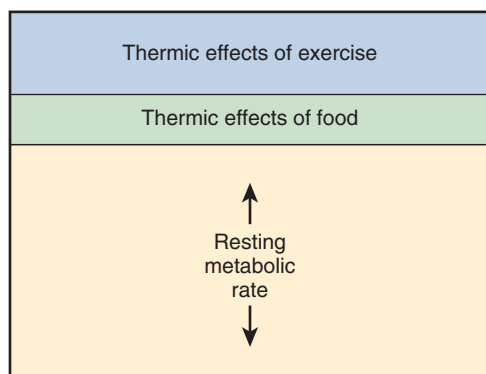 Thermic effects of exercise
Thermic effects of food
Resting
metabolic
rate